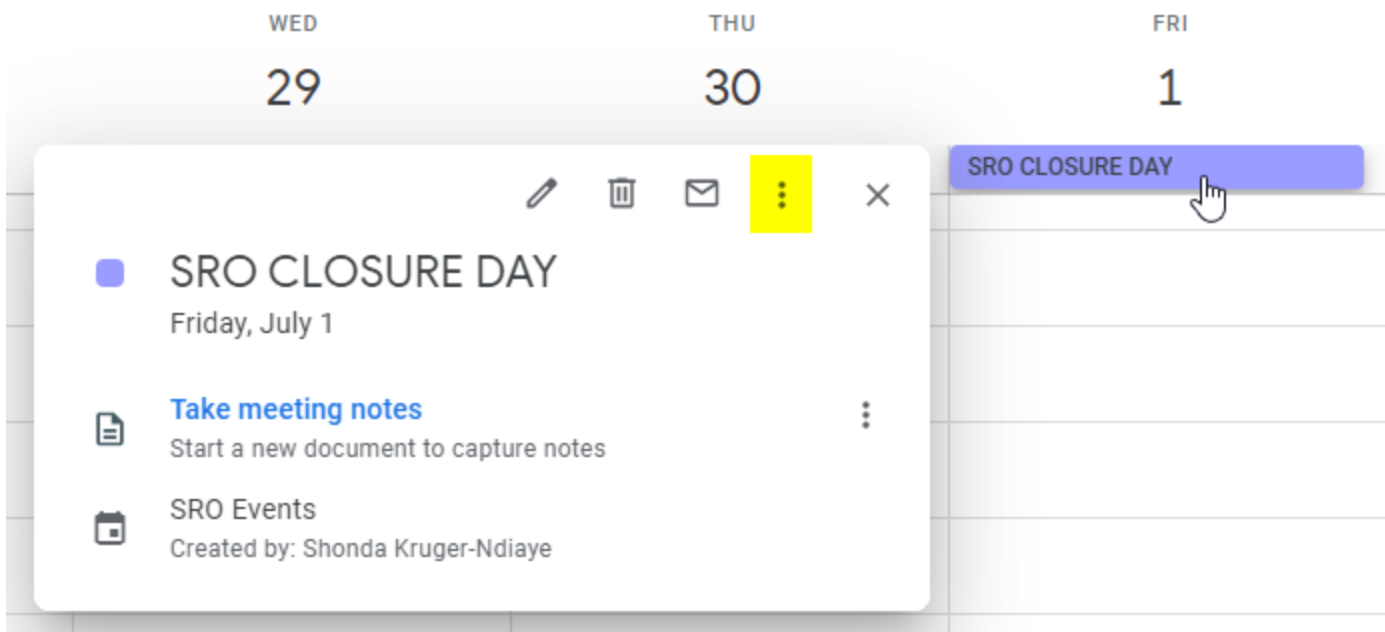 WED THU FRI
29 30 1
SRO CLOSURE DAY
SRO CLOSURE DAY
Friday, July 1
Take meeting notes
Start a new document to capture notes
SRO Events
Created by: Shonda Kruger-Ndiaye